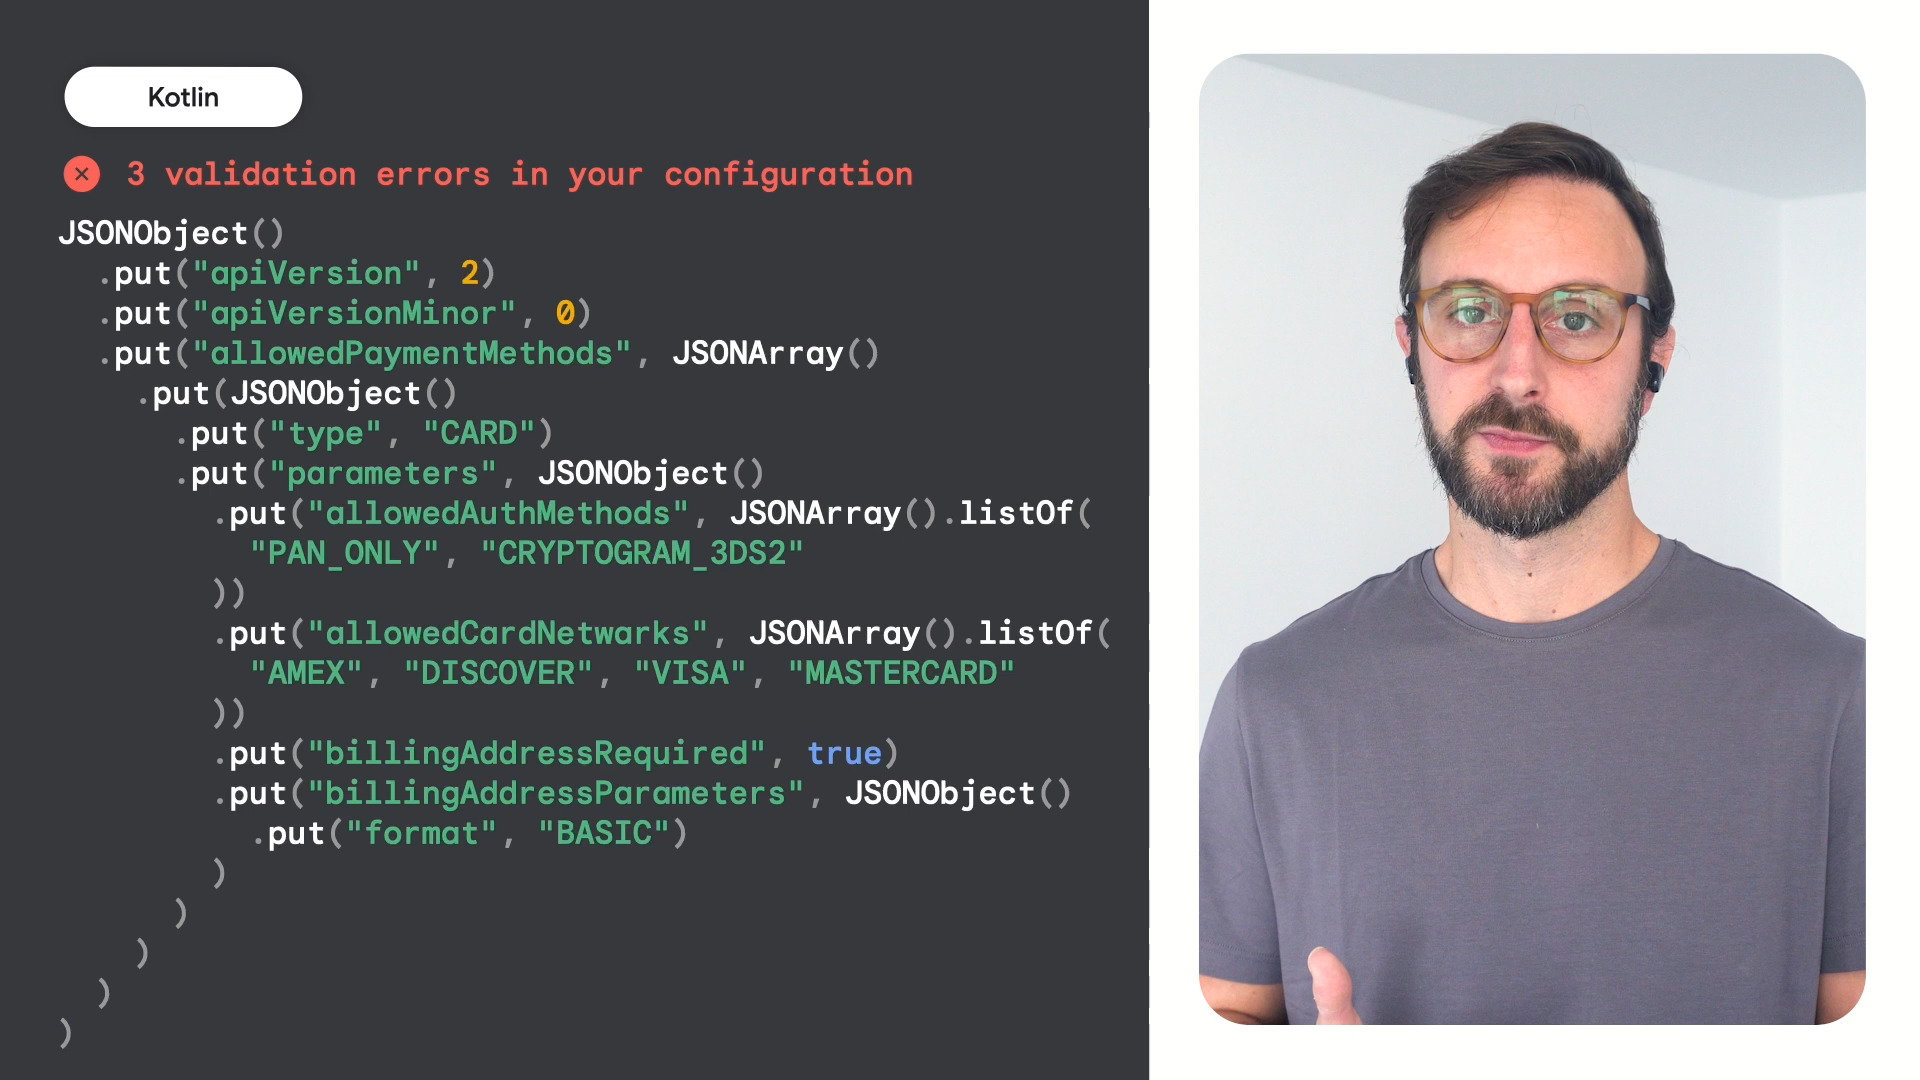 Kotlin
3 validation errors in your configuration
JSONObject()
.put("apiVersion", 2)
.put("apiVersionMinor", 0)
.put("allowedPaymentMethods", JSONArray()
.put(JSONObject()
.put("type", "CARD")
.put("parameters", JSONObject()
.put("allowedAuthMethods", JSONArray().listOf(
"PAN_ONLY", "CRYPTOGRAM_3DS2"
))
.put("allowedCardNetwarks", JSONArray().listOf(
"AMEX", "DISCOVER", "VISA", "MASTERCARD"
))
.put("billingAddressRequired", true)
.put("billingAddressParameters", JSONObject()
.put("format", "BASIC")
)
)
)
)
)